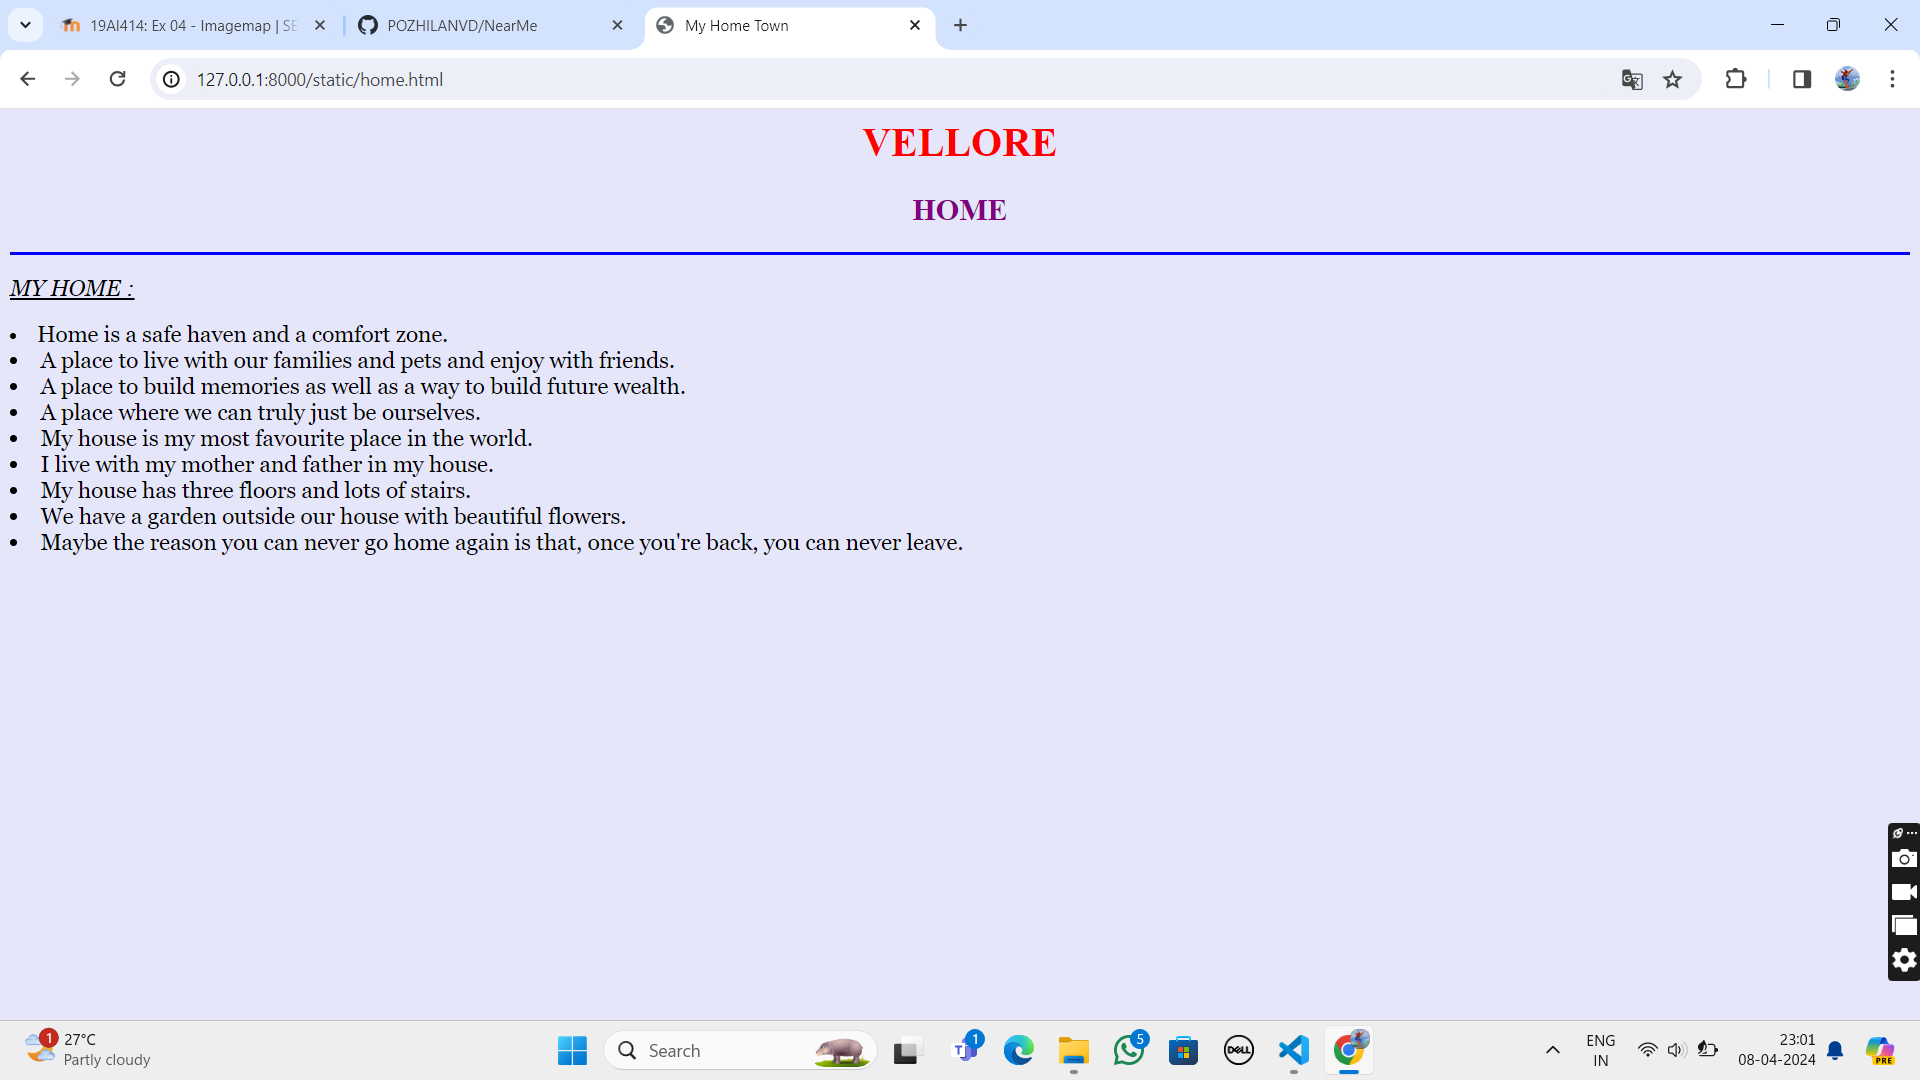 19AI414: Ex 04 - Imagemap | SE
POZHILANVD/NearMe
My Home Town
127.0.0.1:8000/static/home.html
VELLORE
HOME
MY HOME :
• Home is a safe haven and a comfort zone.
• A place to live with our families and pets and enjoy with friends.
• A place to build memories as well as a way to build future wealth.
• A place where we can truly just be ourselves.
• My house is my most favourite place in the world.
• I live with my mother and father in my house.
• My house has three floors and lots of stairs.
• We have a garden outside our house with beautiful flowers.
• Maybe the reason you can never go home again is that, once you're back, you can never leave.
1
27°C
Partly cloudy
Search
1
5
DELL
ENG
IN
23:01
08-04-2024
PRE